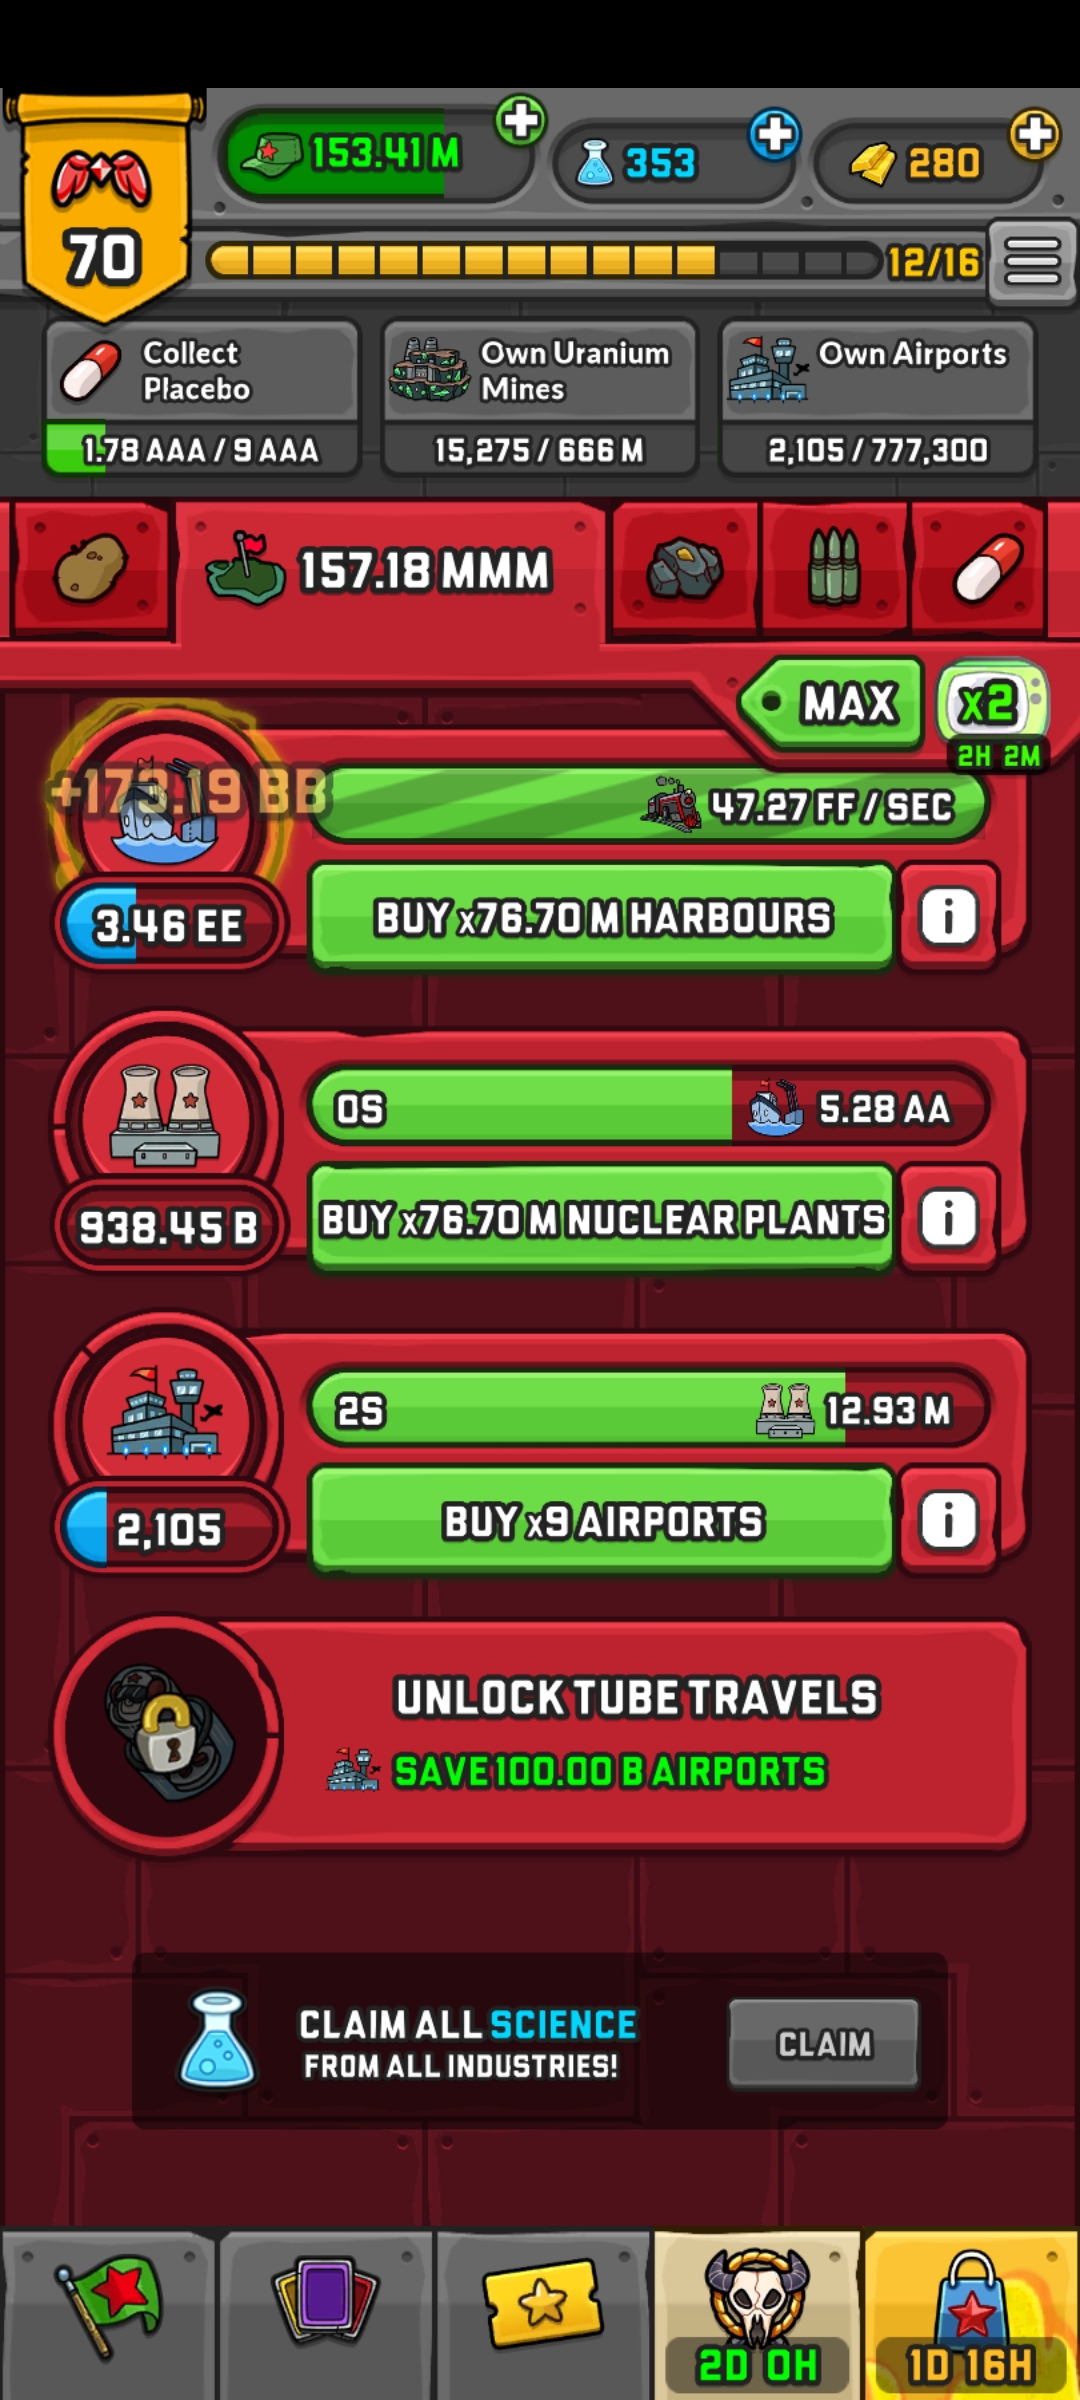 70
153.41 M
353
280
12/16
Collect
Placebo
1.78 AAA / 9 AAA
Own Uranium
Mines
15,275 / 666 M
Own Airports
2,105 / 777,300
157.18 MMM
MAX
x2
2H 2M
+173.19 BB
47.27 FF / SEC
3.46 EE
BUY x76.70 M HARBOURS
i
0S
5.28 AA
938.45 B
BUY x76.70 M NUCLEAR PLANTS
i
2S
12.93 M
2,105
BUY x9 AIRPORTS
i
UNLOCK TUBE TRAVELS
SAVE 100.00 B AIRPORTS
CLAIM ALL SCIENCE
FROM ALL INDUSTRIES!
CLAIM
2D 0H
1D 16H